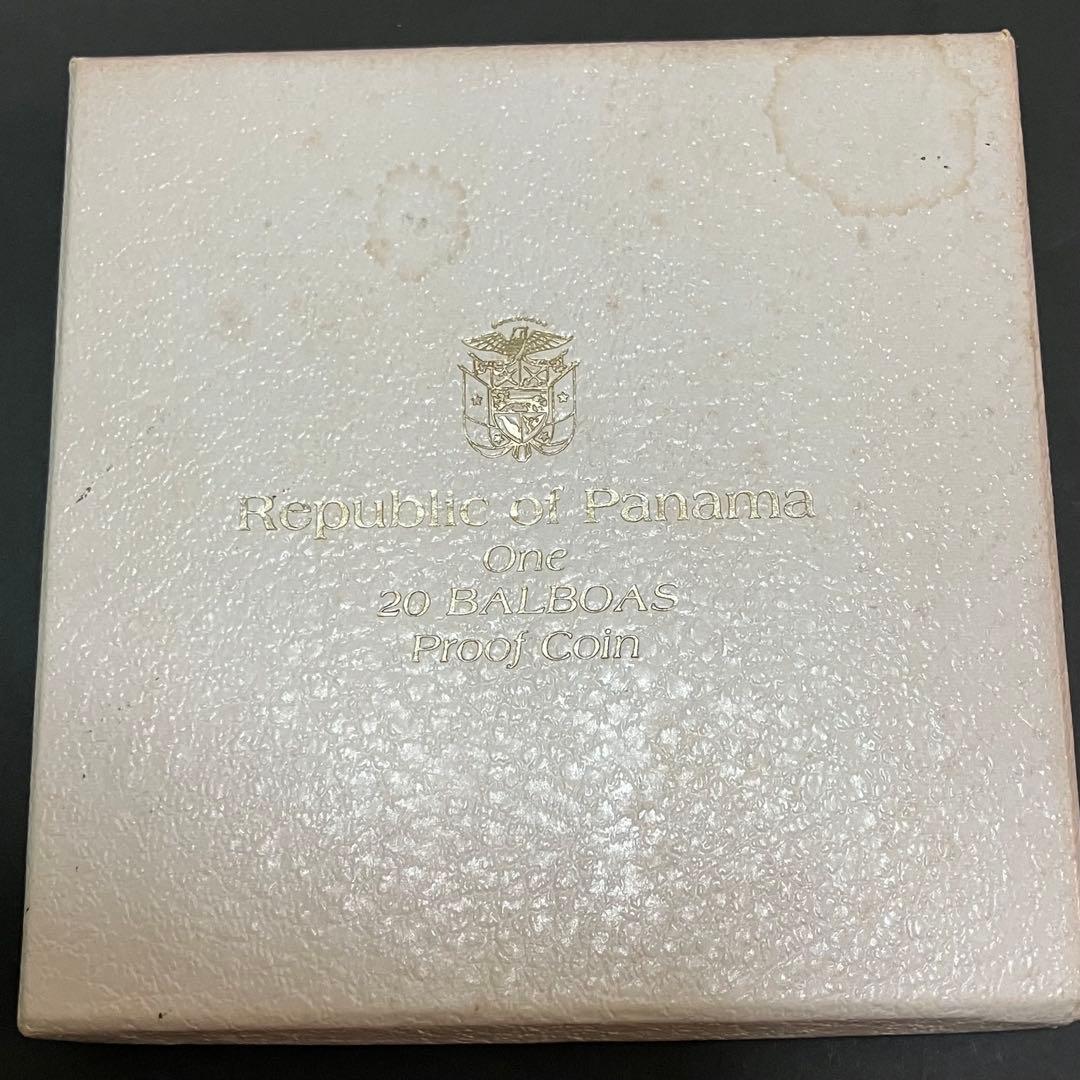 Republic of Panama
One
20 BALBOAS
Proof Coin